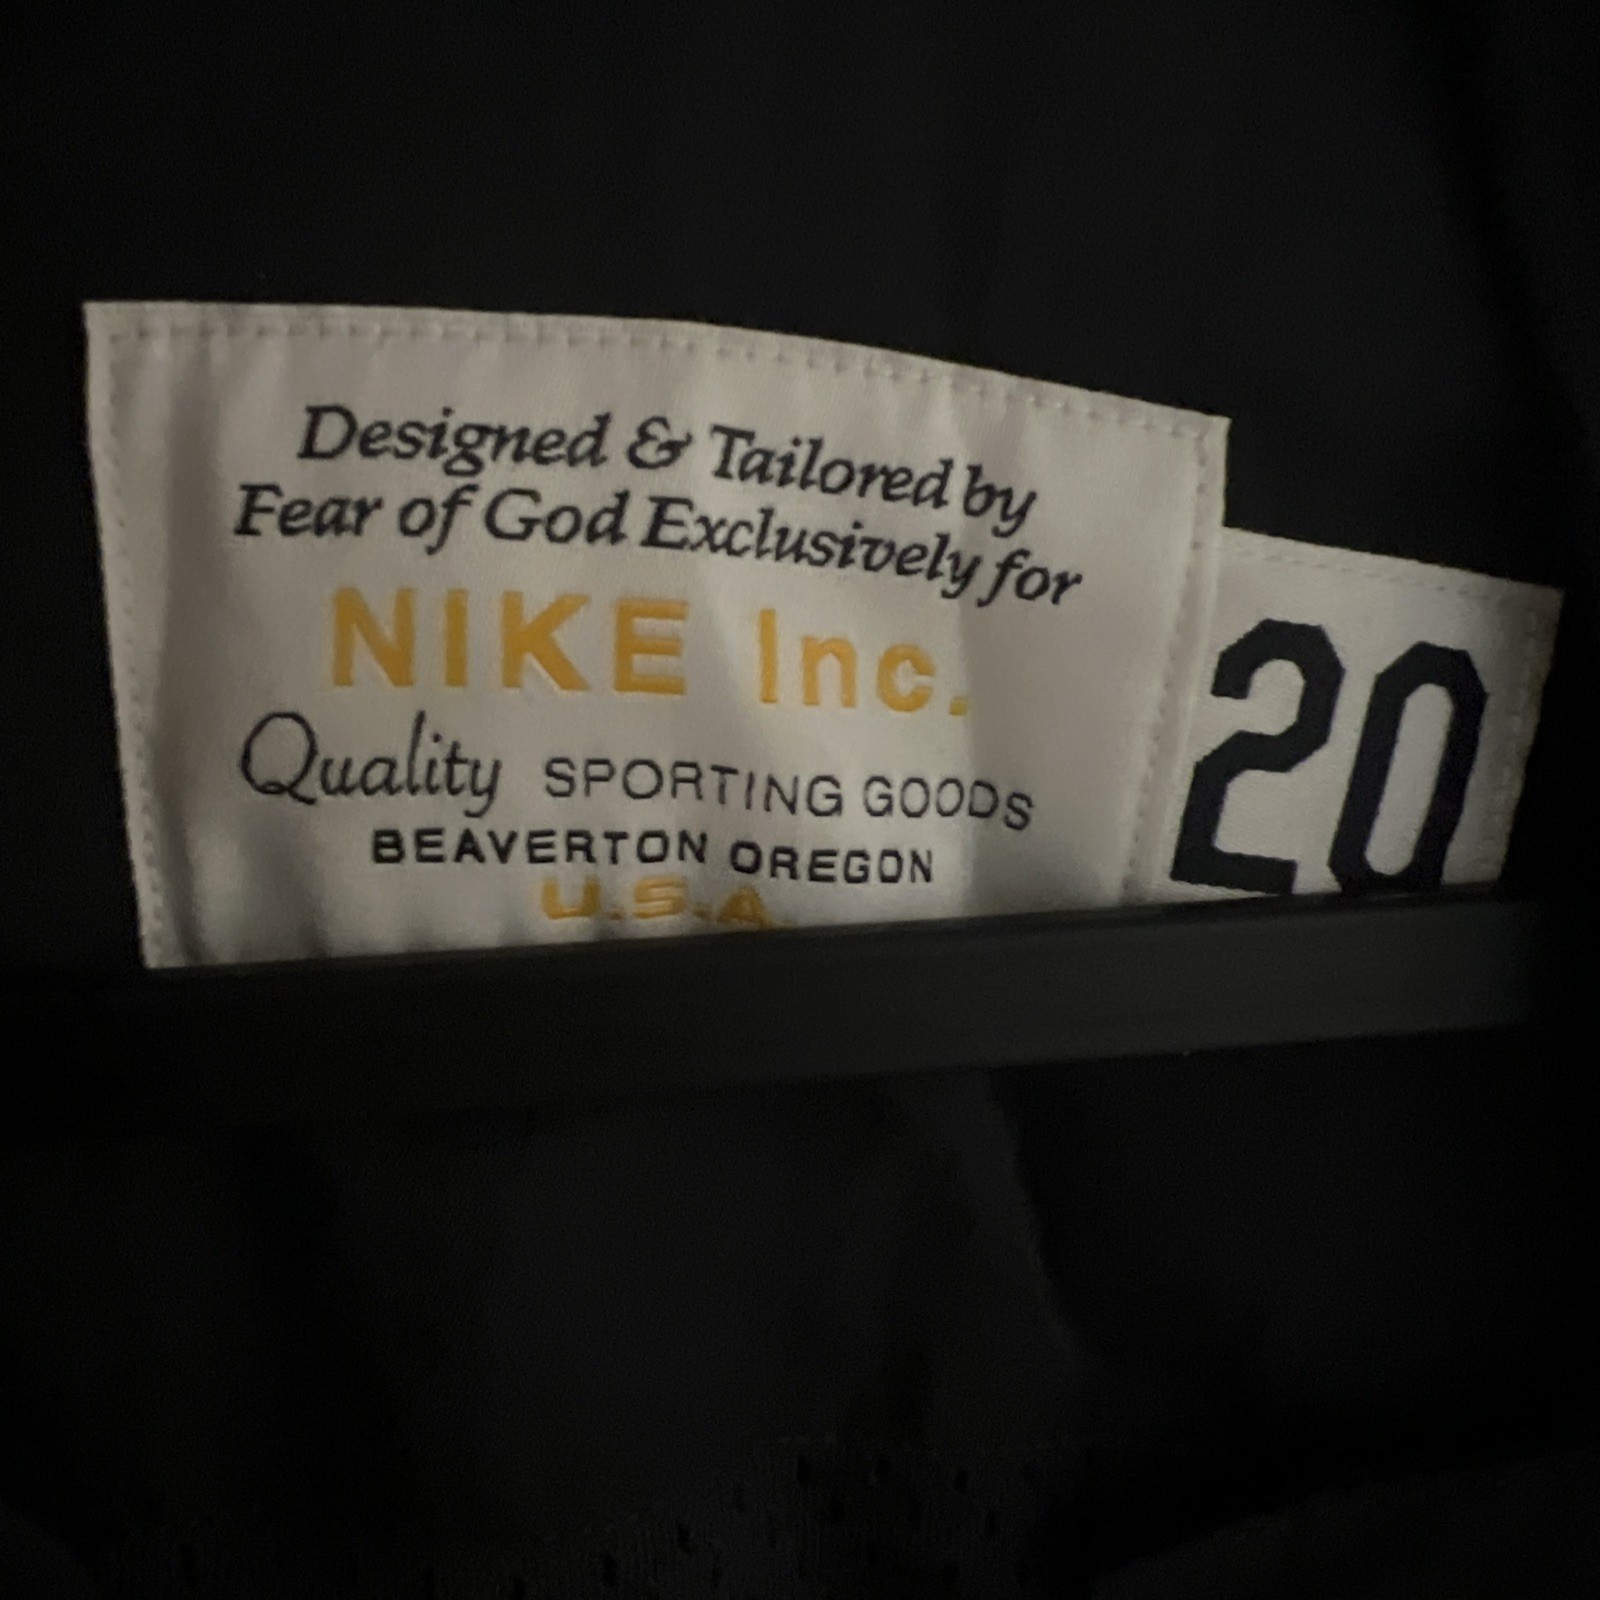 Designed & Tailored by
Fear of God Exclusively for
NIKE Inc.
Quality SPORTING GOODS
BEAVERTON OREGON
U.S.A.
20